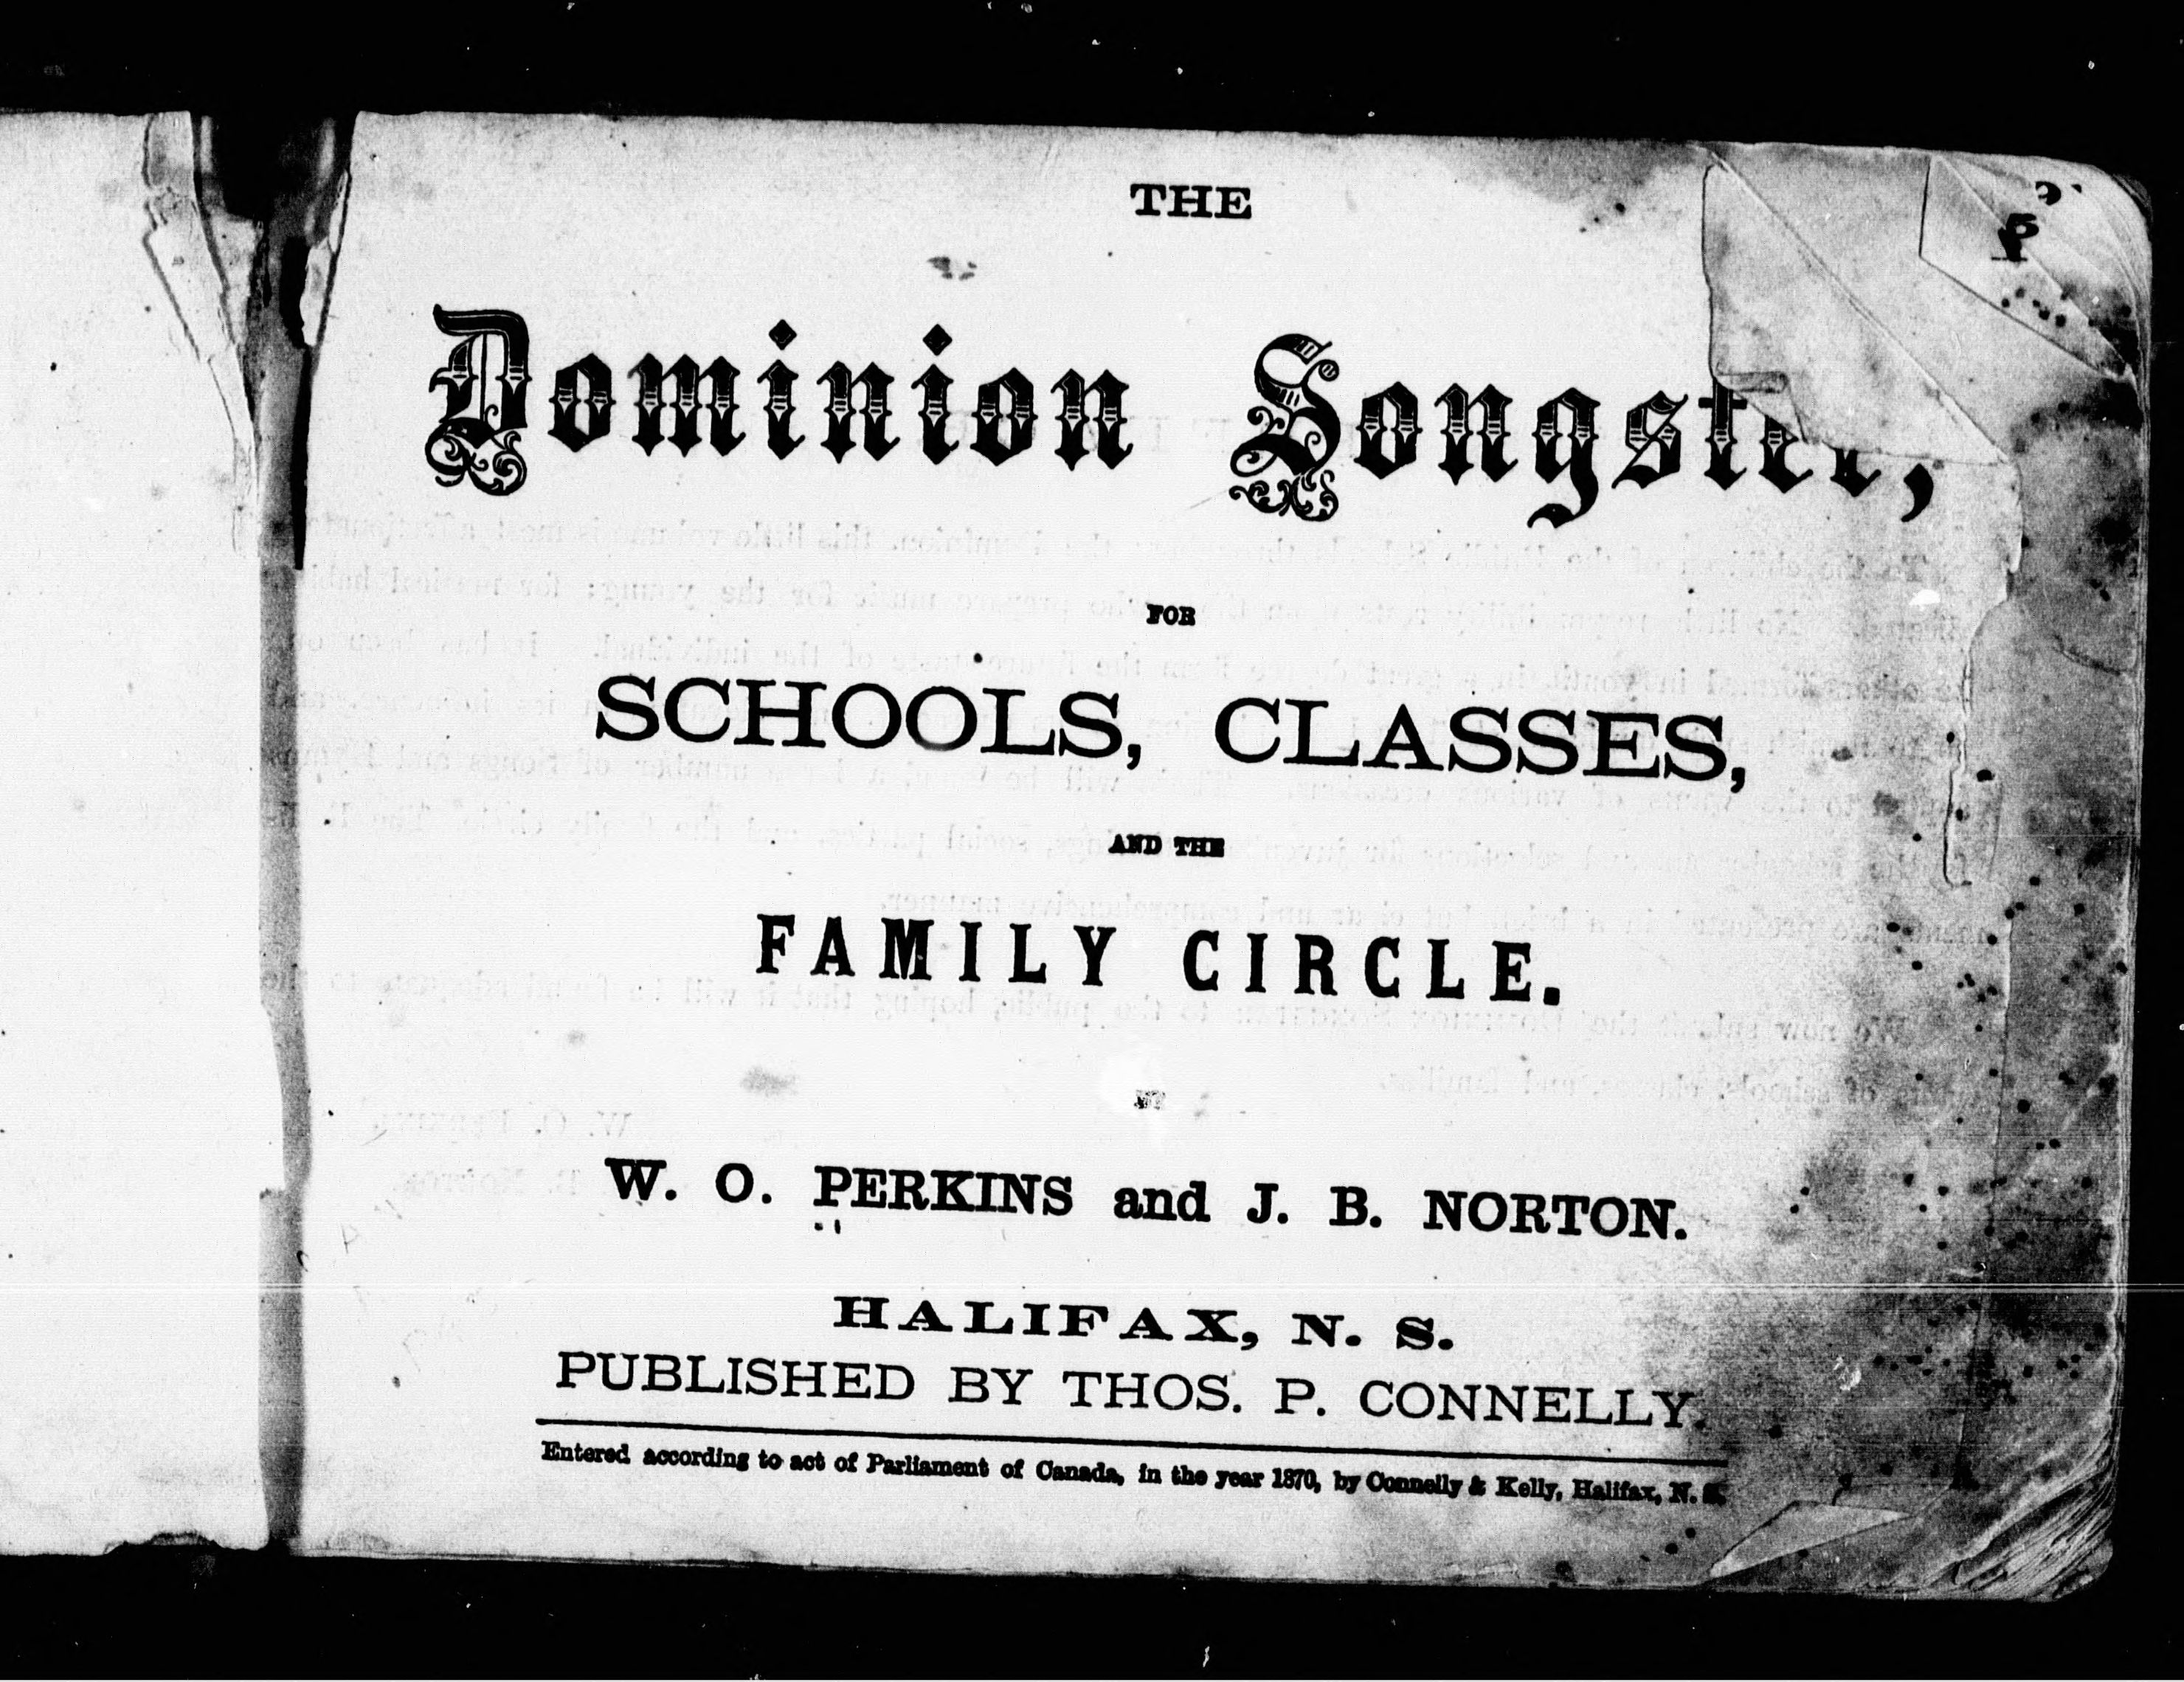 THE
Dominion Songster,
FOR
SCHOOLS, CLASSES,
AND THE
FAMILY CIRCLE.
BY
W. O. PERKINS and J. B. NORTON.
HALIFAX, N. S.
PUBLISHED BY THOS. P. CONNELLY.
Entered according to act of Parliament of Canada, in the year 1870, by Connelly & Kelly, Halifax, N. S.